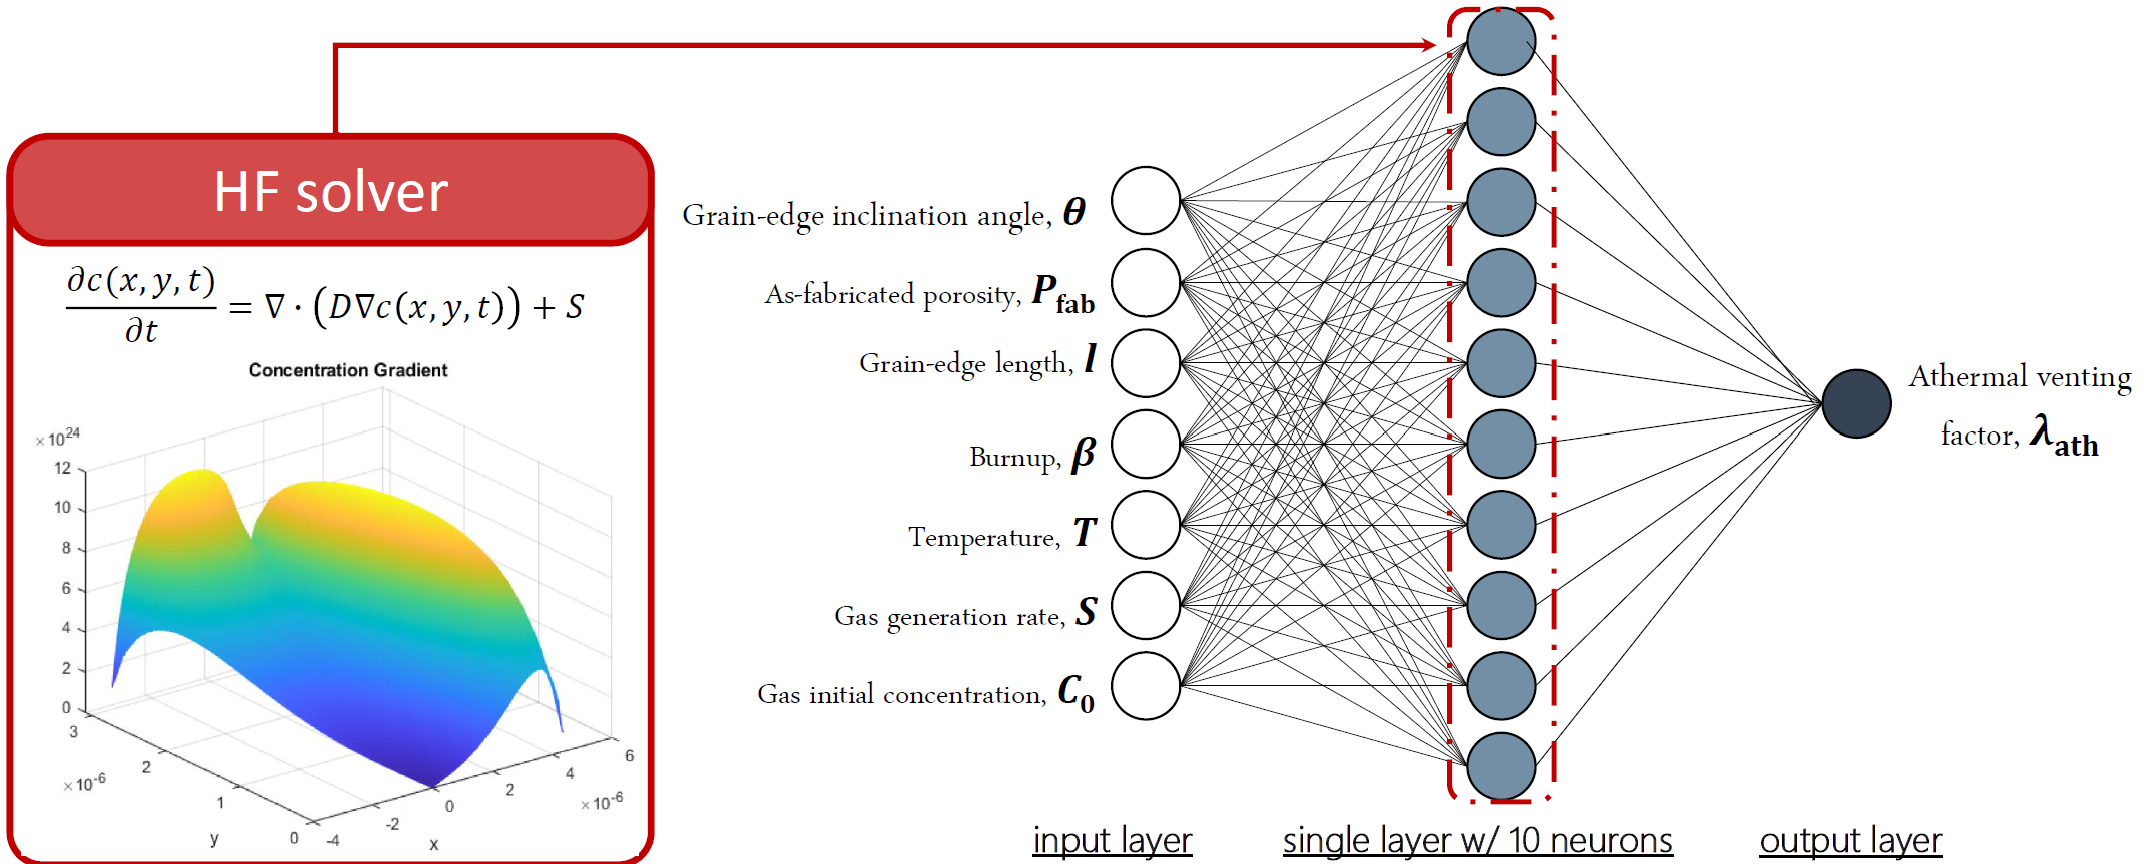 HF solver
∂c(x, y, t)
∂t
= ∇ · (D∇c(x, y, t)) + S
Concentration Gradient
×10^24
12
10
8
6
4
2
0
3
2
1
0
×10^-6
y
-4
-2
0
2
4
6
×10^-6
x
Grain-edge inclination angle, θ
As-fabricated porosity, P_fab
Grain-edge length, l
Burnup, β
Temperature, T
Gas generation rate, S
Gas initial concentration, C_0
Athermal venting
factor, λ_ath
input layer
single layer w/ 10 neurons
output layer